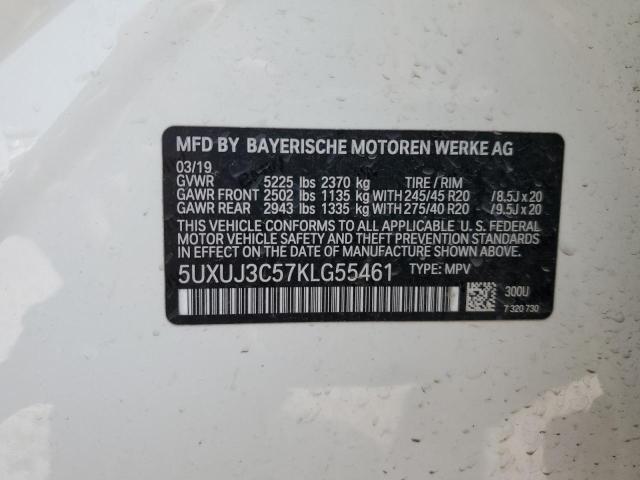 MFD BY BAYERISCHE MOTOREN WERKE AG
03/19
GVWR 5225 lbs 2370 kg TIRE / RIM
GAWR FRONT 2502 lbs 1135 kg WITH 245/45 R20 /8.5J x 20
GAWR REAR 2943 lbs 1335 kg WITH 275/40 R20 /9.5J x 20
THIS VEHICLE CONFORMS TO ALL APPLICABLE U. S. FEDERAL
MOTOR VEHICLE SAFETY, BUMPER, AND THEFT PREVENTION STANDARDS
IN EFFECT ON THE DATE OF MANUFACTURE SHOWN ABOVE.
5UXUJ3C57KLG55461 TYPE: MPV
300U
7 320 730